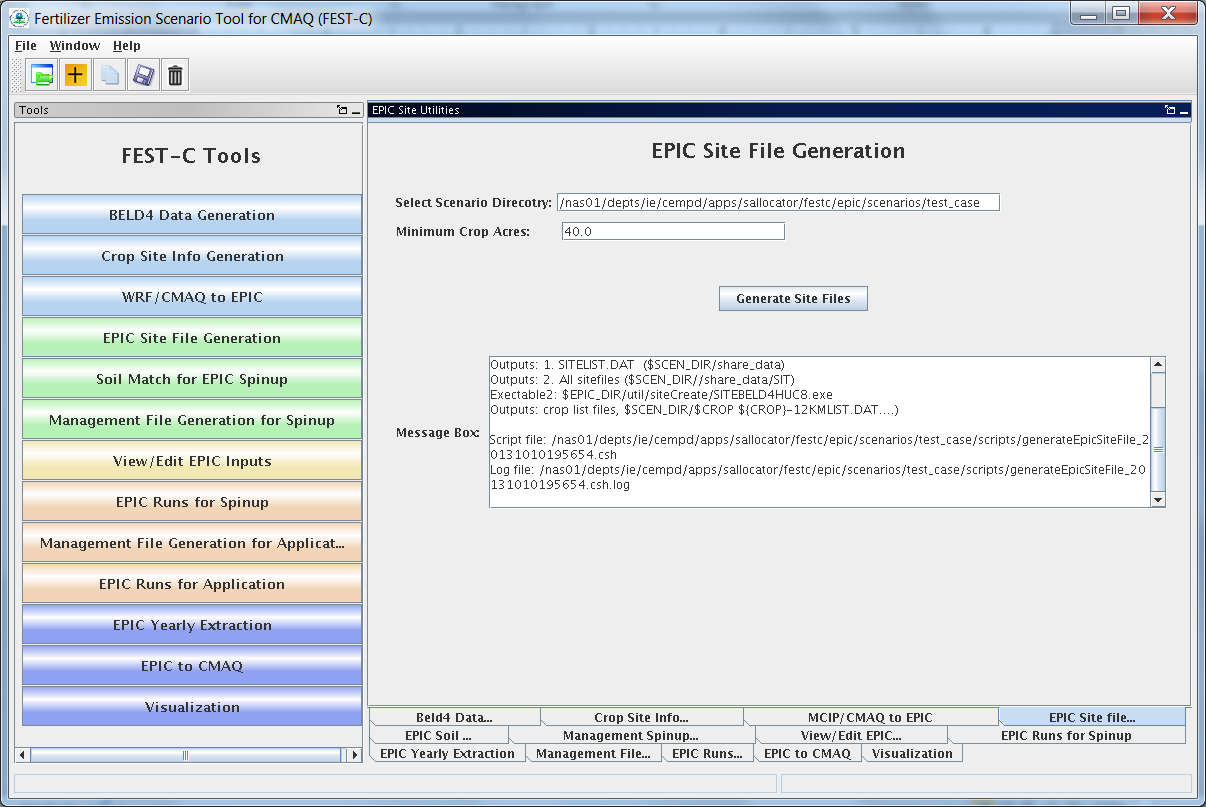 Fertilizer Emission Scenario Tool for CMAQ (FEST-C)
File Window Help
Tools
EPIC Site Utilities
FEST-C Tools
BELD4 Data Generation
Crop Site Info Generation
WRF/CMAQ to EPIC
EPIC Site File Generation
Soil Match for EPIC Spinup
Management File Generation for Spinup
View/Edit EPIC Inputs
EPIC Runs for Spinup
Management File Generation for Applicat...
EPIC Runs for Application
EPIC Yearly Extraction
EPIC to CMAQ
Visualization
EPIC Site File Generation
Select Scenario Direcotry: /nas01/depts/ie/cempd/apps/sallocator/festc/epic/scenarios/test_case
Minimum Crop Acres: 40.0
Generate Site Files
Message Box:
Outputs: 1. SITELIST.DAT ($SCEN_DIR/share_data)
Outputs: 2. All sitefiles ($SCEN_DIR//share_data/SIT)
Exectable2: $EPIC_DIR/util/siteCreate/SITEBELD4HUC8.exe
Outputs: crop list files, $SCEN_DIR/$CROP ${CROP}-12KMLIST.DAT....)
Script file: /nas01/depts/ie/cempd/apps/sallocator/festc/epic/scenarios/test_case/scripts/generateEpicSiteFile_2
0131010195654.csh
Log file: /nas01/depts/ie/cempd/apps/sallocator/festc/epic/scenarios/test_case/scripts/generateEpicSiteFile_20
131010195654.csh.log
Beld4 Data... Crop Site Info... MCIP/CMAQ to EPIC EPIC Site file...
EPIC Soil ... Management Spinup... View/Edit EPIC... EPIC Runs for Spinup
EPIC Yearly Extraction Management File... EPIC Runs... EPIC to CMAQ Visualization